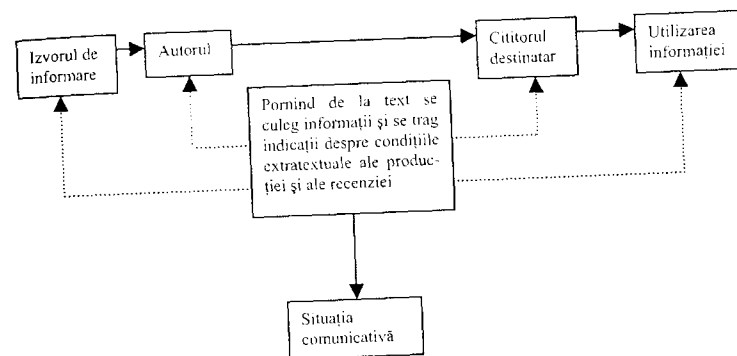 Izvorul de
informare
Autorul
Cititorul
destinatar
Utilizarea
informației
Pornind de la text se
culeg informații și se trag
indicații despre condițiile
extratextuale ale produc-
ției și ale recenziei
Situația
comunicativă